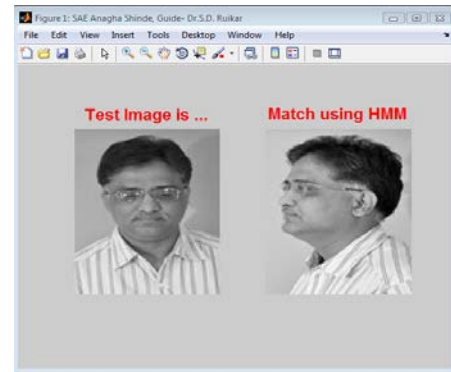 Figure 1: SAE Anagha Shinde, Guide- Dr.S.D. Ruikar
File Edit View Insert Tools Desktop Window Help
Test Image is ... Match using HMM